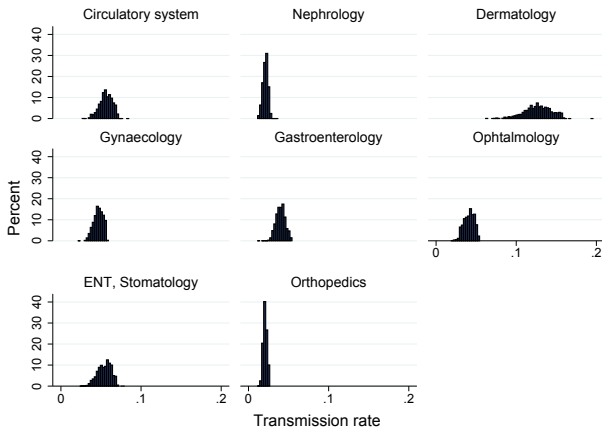 Circulatory system Nephrology Dermatology
40
30
20
10
0
Gynaecology Gastroenterology Ophtalmology
40
30
20
10
0
0 .1 .2
Percent
ENT, Stomatology Orthopedics
40
30
20
10
0
0 .1 .2 0 .1 .2
Transmission rate